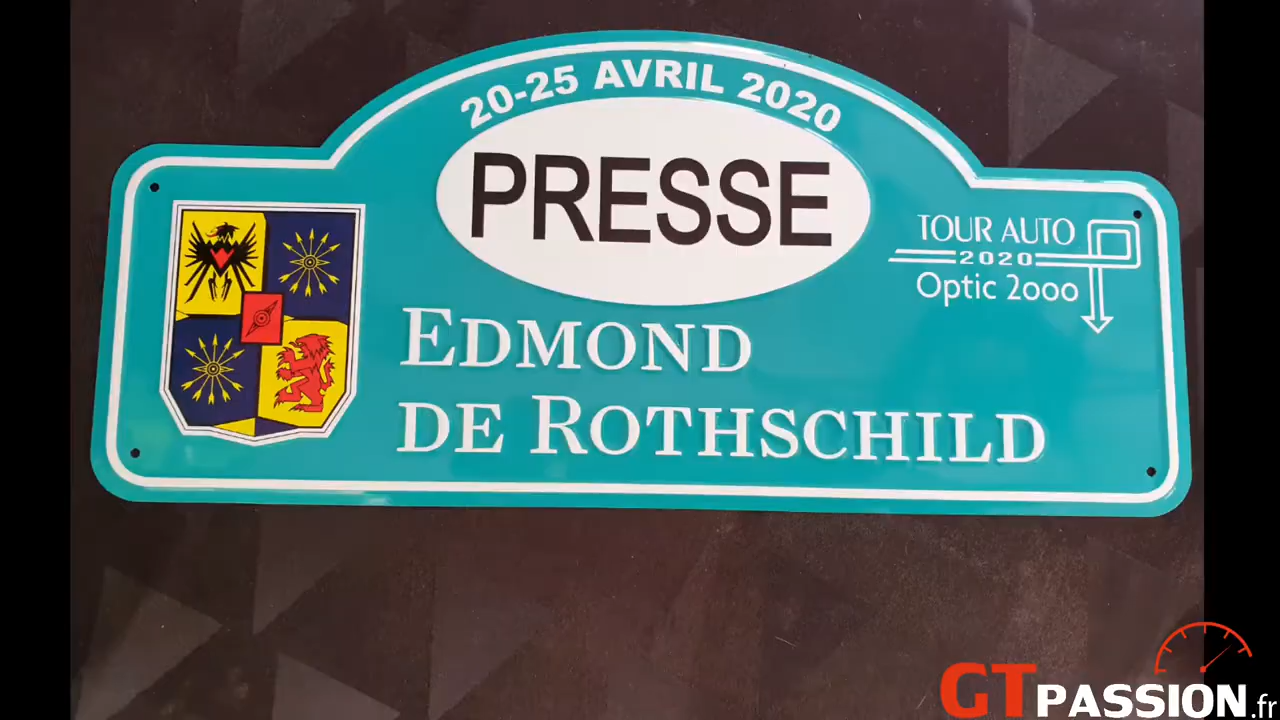 20-25 AVRIL 2020
PRESSE
TOUR AUTO
2020
Optic 2000
EDMOND
DE ROTHSCHILD
GTPASSION.fr